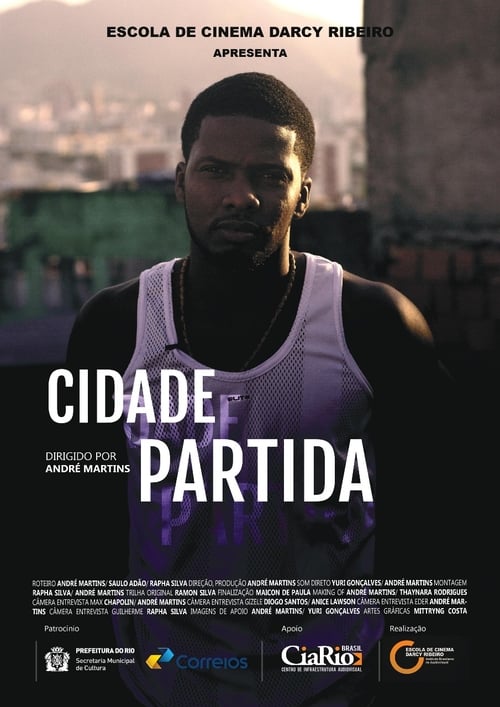 ESCOLA DE CINEMA DARCY RIBEIRO
APRESENTA
CIDADE
PARTIDA
DIRIGIDO POR
ANDRÉ MARTINS
ROTEIRO ANDRÉ MARTINS/ SAULO ADÃO/ RAPHA SILVA DIREÇÃO, PRODUÇÃO ANDRÉ MARTINS SOM DIRETO YURI GONÇALVES/ ANDRÉ MARTINS MONTAGEM
RAPHA SILVA/ ANDRÉ MARTINS TRILHA ORIGINAL RAMON SILVA FINALIZAÇÃO MAICON DE PAULA MAKING OF ANDRÉ MARTINS/ THAYNARA RODRIGUES
CÂMERA ENTREVISTA MAX CHAPOLIN/ ANDRÉ MARTINS CÂMERA ENTREVISTA GIZELE DIOGO SANTOS/ ANICE LAWSON CÂMERA ENTREVISTA EDER ANDRÉ MAR-
TINS CÂMERA ENTREVISTA GUILHERME RAPHA SILVA IMAGENS DE APOIO ANDRÉ MARTINS/ YURI GONÇALVES ARTES GRÁFICAS MITTRYNG COSTA
Patrocínio
Apoio
Realização
PREFEITURA DO RIO
Secretaria Municipal
de Cultura
Correios
CiaRio BRASIL
CENTRO DE INFRAESTRUTURA AUDIOVISUAL
ESCOLA DE CINEMA
DARCY RIBEIRO